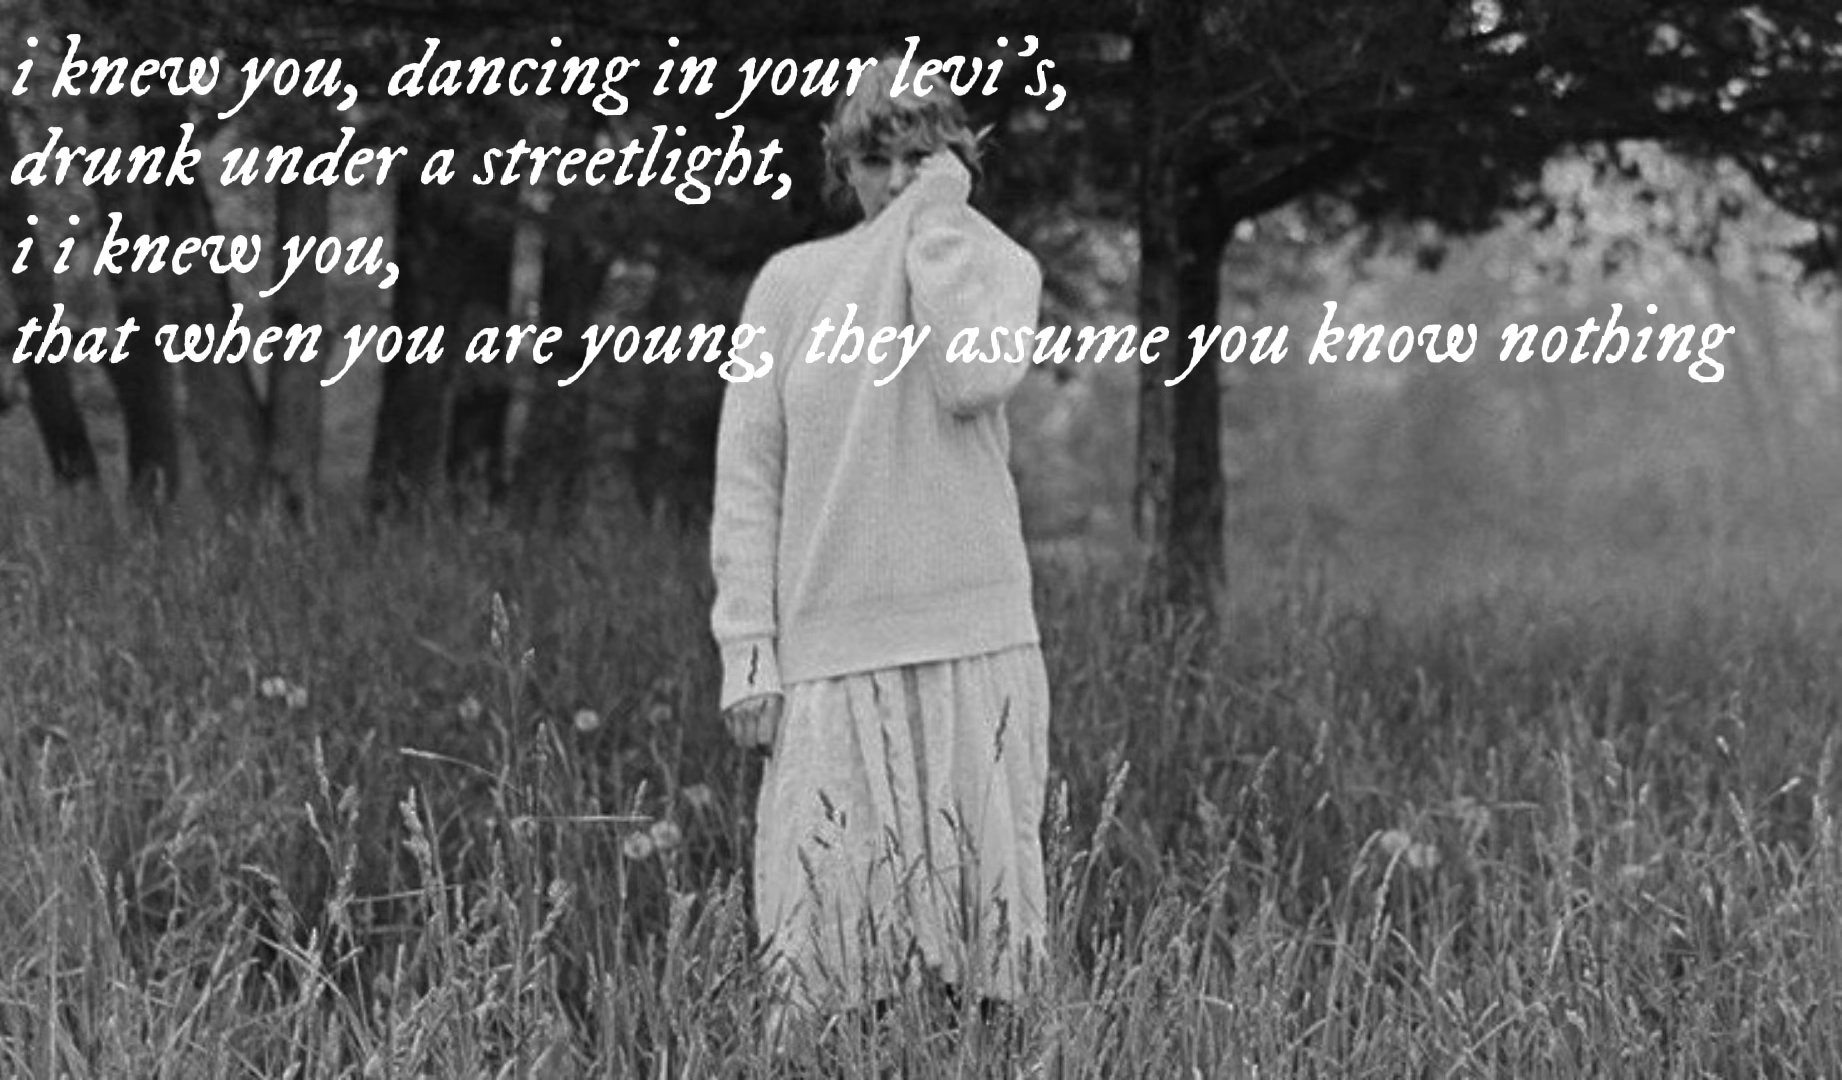 i knew you, dancing in your levi's,
drunk under a streetlight,
i i knew you,
that when you are young, they assume you know nothing